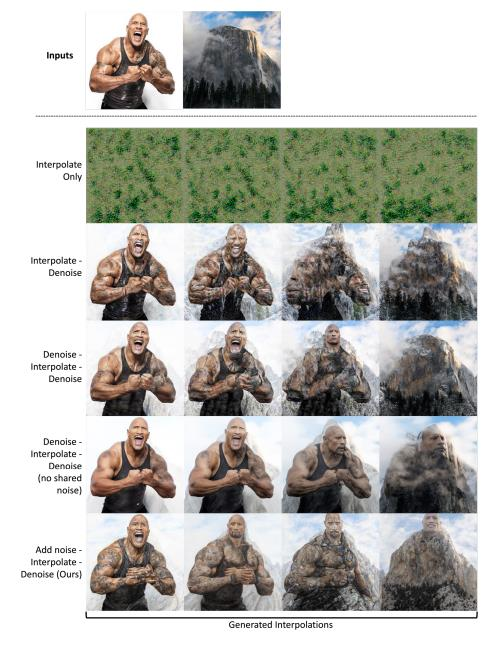 Inputs
Interpolate
Only
Interpolate -
Denoise
Denoise -
Interpolate -
Denoise
Denoise -
Interpolate -
Denoise
(no shared
noise)
Add noise -
Interpolate -
Denoise (Ours)
Generated Interpolations